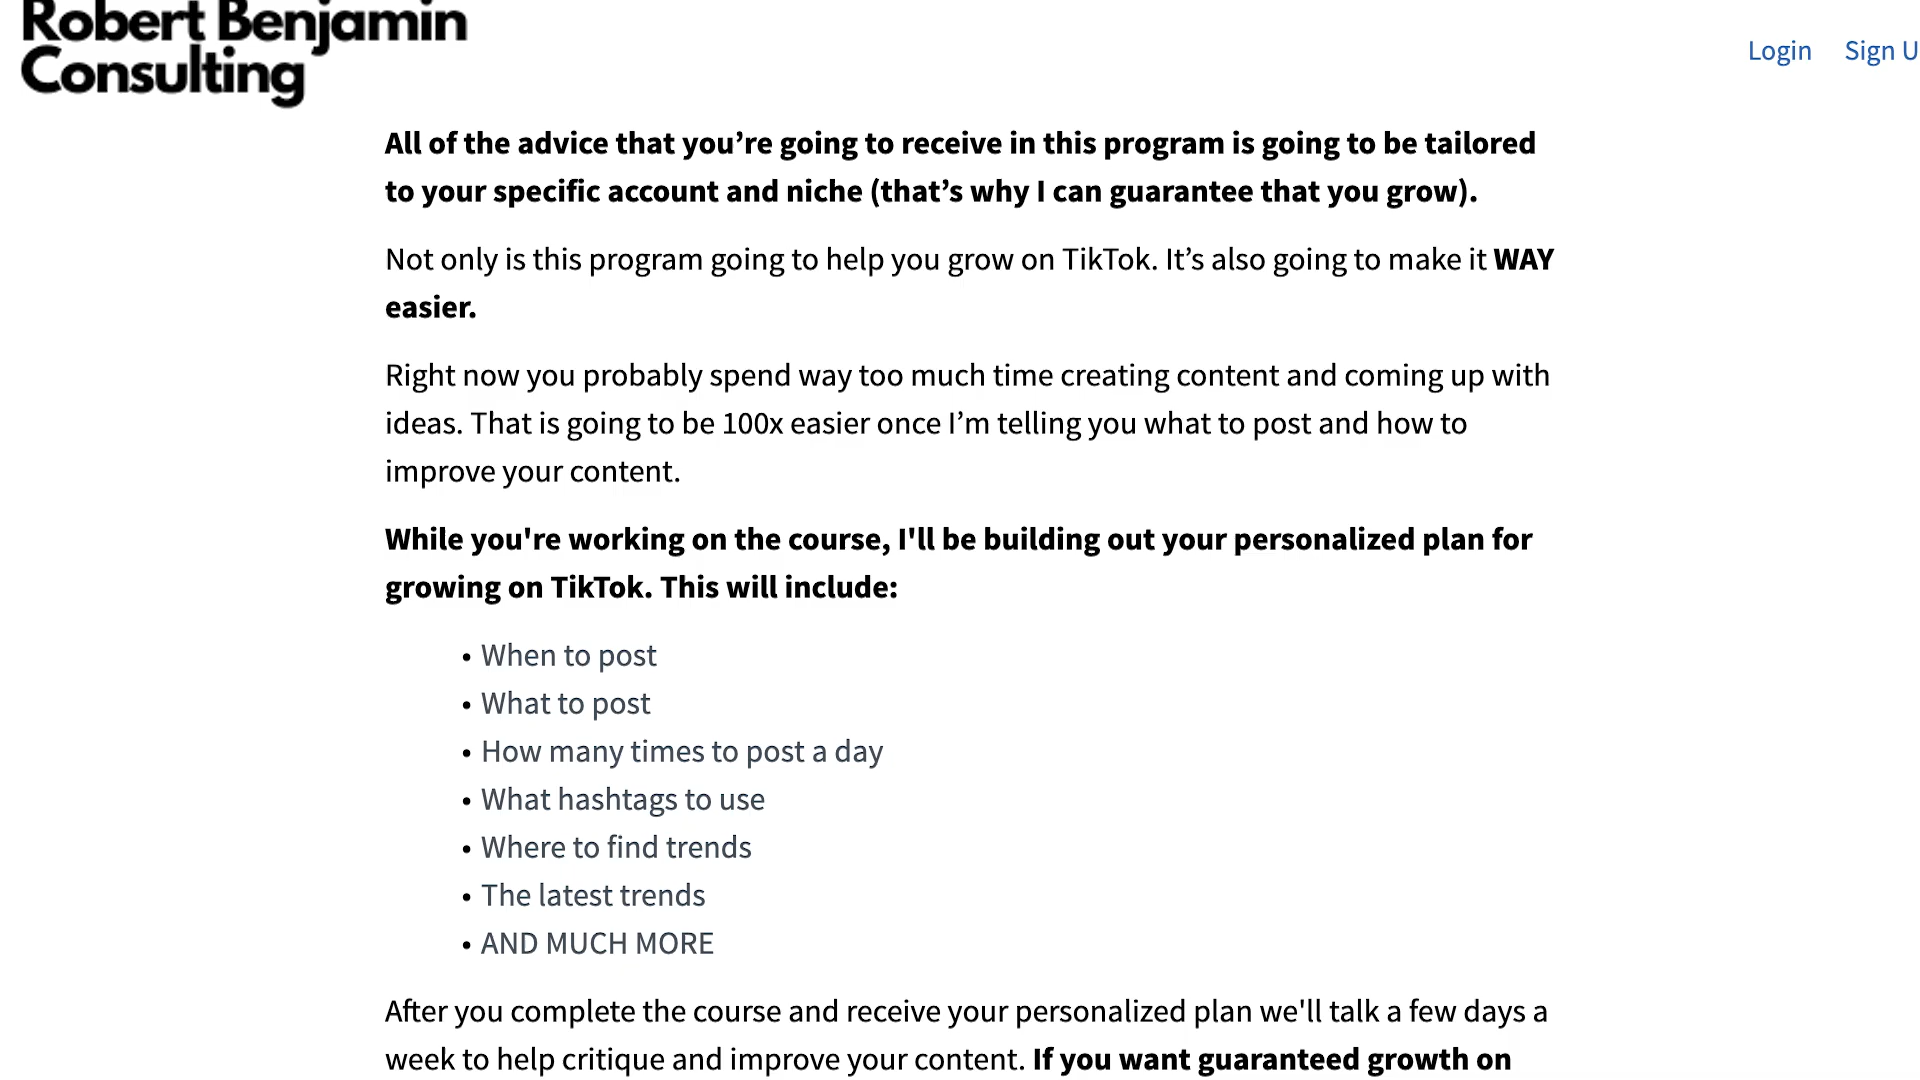 Robert Benjamin
Consulting
Login Sign U
All of the advice that you’re going to receive in this program is going to be tailored
to your specific account and niche (that’s why I can guarantee that you grow).
Not only is this program going to help you grow on TikTok. It’s also going to make it WAY
easier.
Right now you probably spend way too much time creating content and coming up with
ideas. That is going to be 100x easier once I’m telling you what to post and how to
improve your content.
While you're working on the course, I'll be building out your personalized plan for
growing on TikTok. This will include:
• When to post
• What to post
• How many times to post a day
• What hashtags to use
• Where to find trends
• The latest trends
• AND MUCH MORE
After you complete the course and receive your personalized plan we'll talk a few days a
week to help critique and improve your content. If you want guaranteed growth on